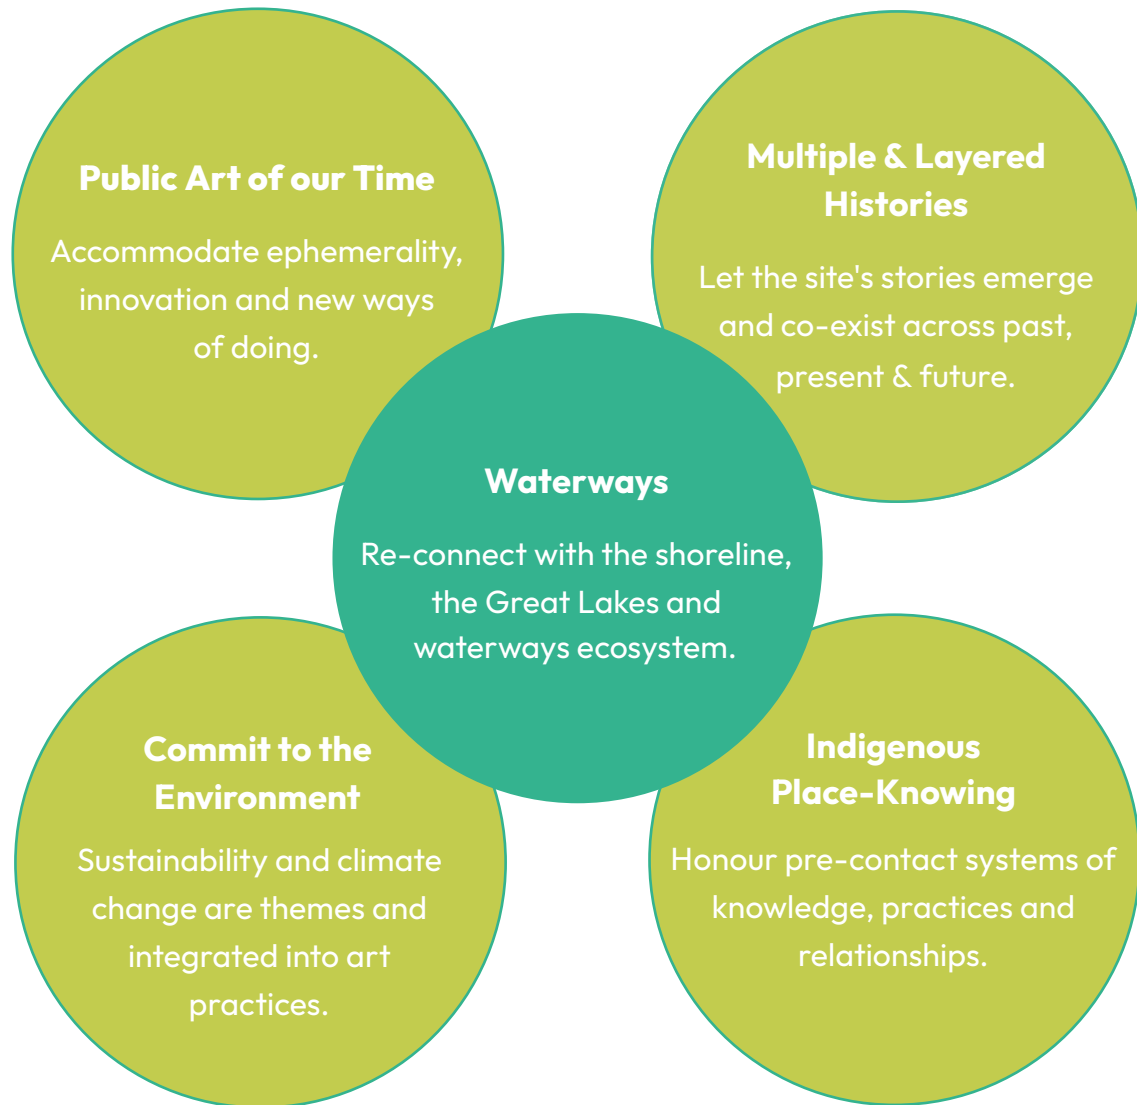 Public Art of our Time
Accommodate ephemerality,
innovation and new ways
of doing.
Multiple & Layered
Histories
Let the site's stories emerge
and co-exist across past,
present & future.
Waterways
Re-connect with the shoreline,
the Great Lakes and
waterways ecosystem.
Commit to the
Environment
Sustainability and climate
change are themes and
integrated into art
practices.
Indigenous
Place-Knowing
Honour pre-contact systems of
knowledge, practices and
relationships.